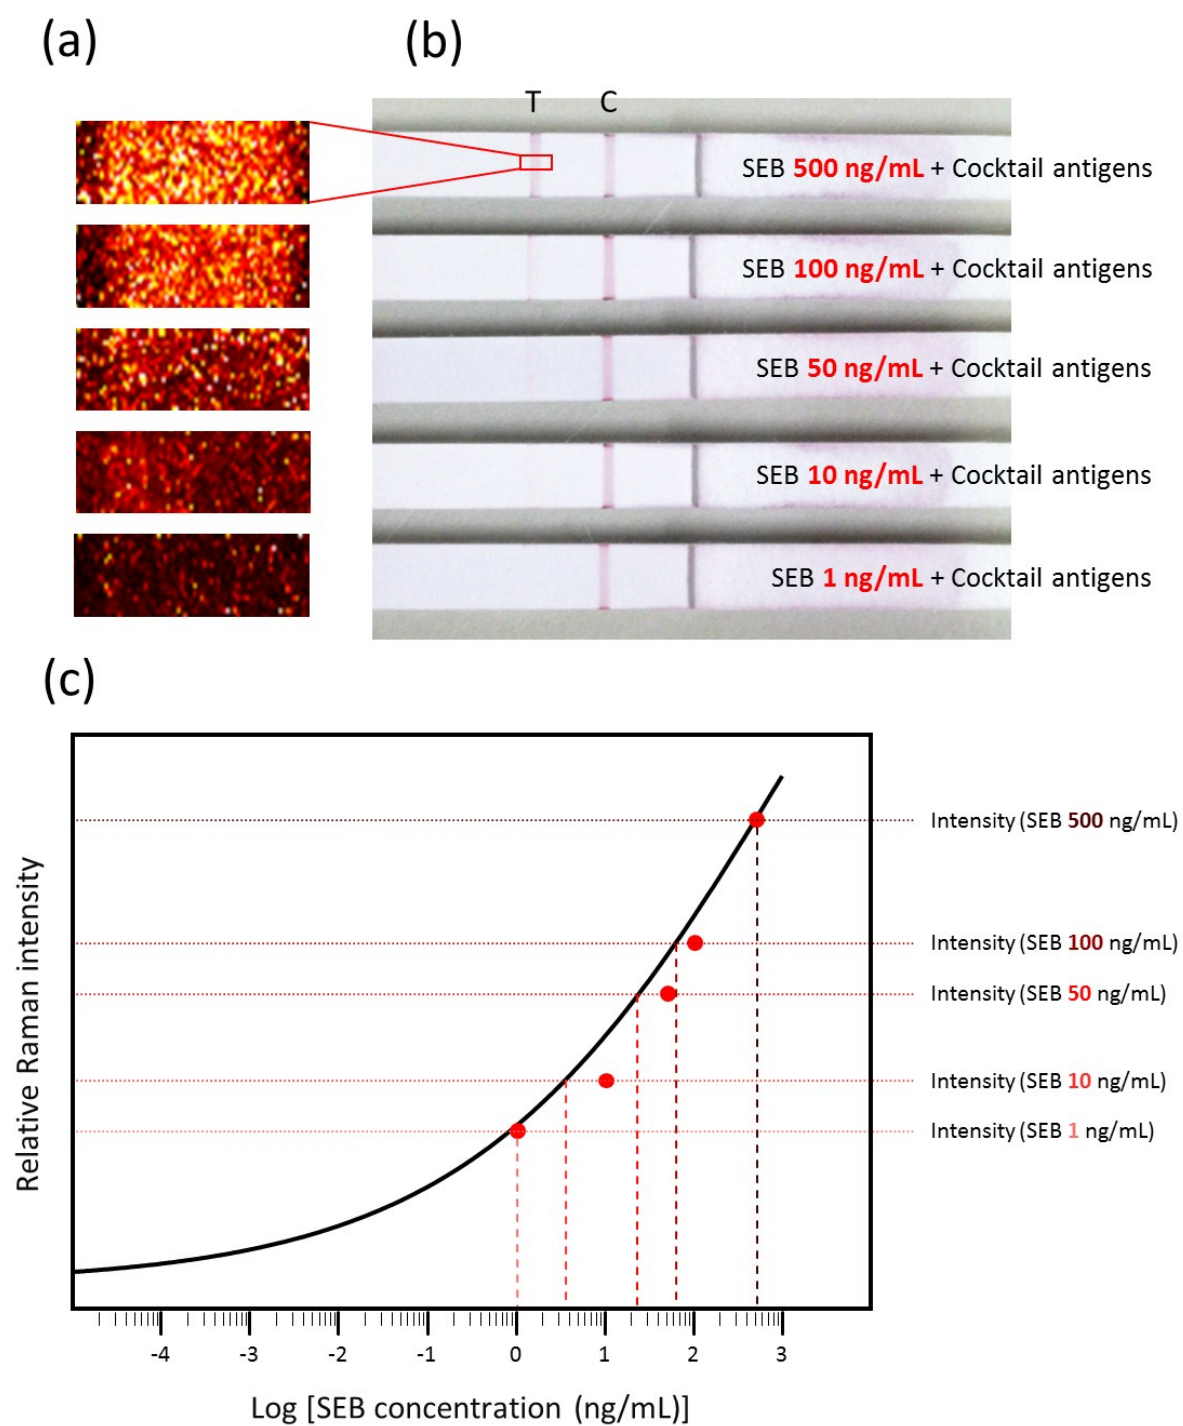 (a)
(b)
T C
SEB 500 ng/mL + Cocktail antigens
SEB 100 ng/mL + Cocktail antigens
SEB 50 ng/mL + Cocktail antigens
SEB 10 ng/mL + Cocktail antigens
SEB 1 ng/mL + Cocktail antigens
(c)
Relative Raman intensity
Intensity (SEB 500 ng/mL)
Intensity (SEB 100 ng/mL)
Intensity (SEB 50 ng/mL)
Intensity (SEB 10 ng/mL)
Intensity (SEB 1 ng/mL)
-4 -3 -2 -1 0 1 2 3
Log [SEB concentration (ng/mL)]